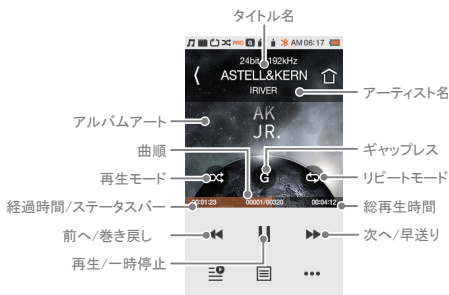 タイトル名
PRO AM06:17
24bit 192kHz
ASTELL&KERN
IRIVER
アーティスト名
アルバムアート
AK
JR.
曲順
ギャップレス
再生モード
G
リピートモード
経過時間/ステータスバー
00:01:23
00001/00320
00:04:12
総再生時間
前へ/巻き戻し
次へ/早送り
再生/一時停止